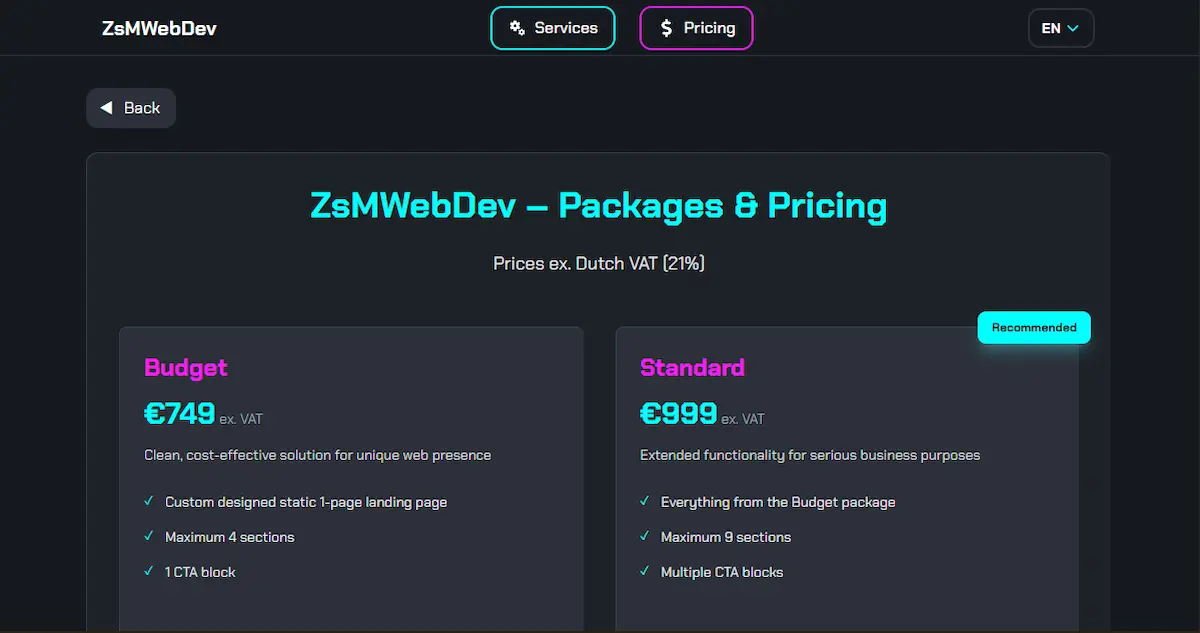 ZsMWebDev
Services
$ Pricing
EN
Back
ZsMWebDev – Packages & Pricing
Prices ex. Dutch VAT (21%)
Budget
€749 ex. VAT
Clean, cost-effective solution for unique web presence
✓ Custom designed static 1-page landing page
✓ Maximum 4 sections
✓ 1 CTA block
Recommended
Standard
€999 ex. VAT
Extended functionality for serious business purposes
✓ Everything from the Budget package
✓ Maximum 9 sections
✓ Multiple CTA blocks